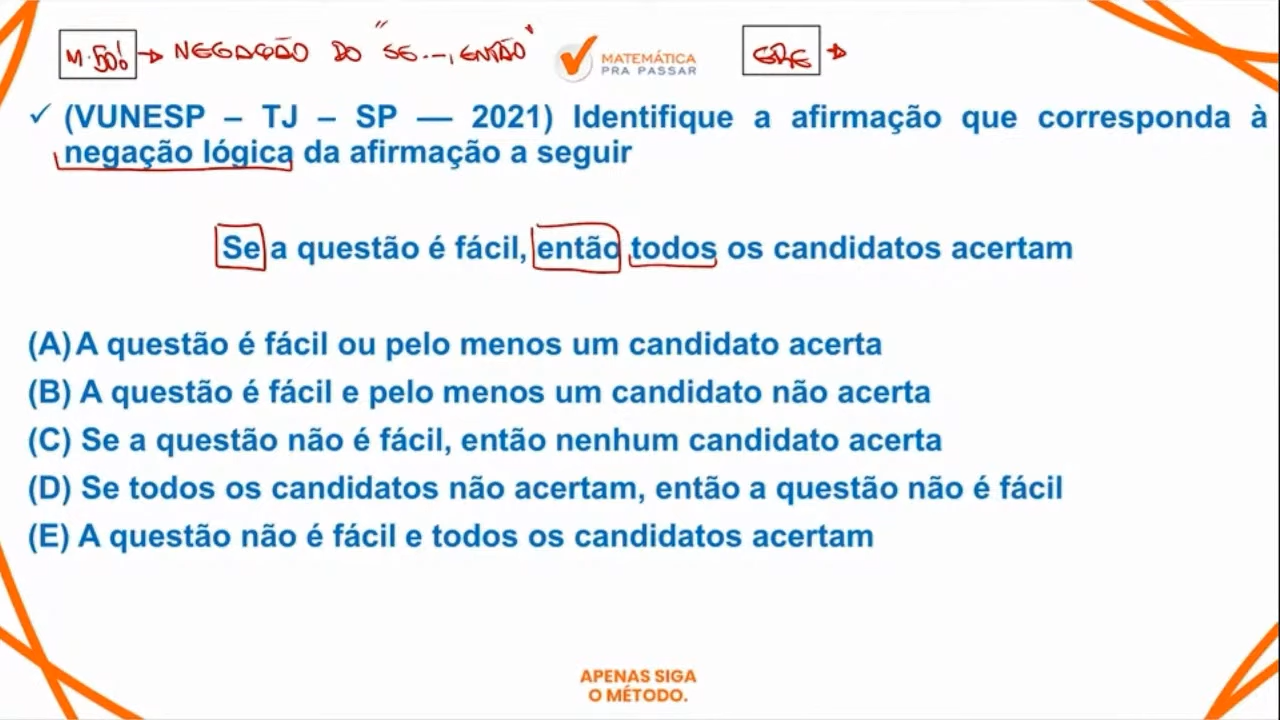 M.50! → NEGAÇÃO DO "SE..., ENTÃO"
MATEMÁTICA
PRA PASSAR
✓ (VUNESP – TJ – SP — 2021) Identifique a afirmação que corresponda à
negação lógica da afirmação a seguir
Se a questão é fácil, então todos os candidatos acertam
(A) A questão é fácil ou pelo menos um candidato acerta
(B) A questão é fácil e pelo menos um candidato não acerta
(C) Se a questão não é fácil, então nenhum candidato acerta
(D) Se todos os candidatos não acertam, então a questão não é fácil
(E) A questão não é fácil e todos os candidatos acertam
APENAS SIGA
O MÉTODO.